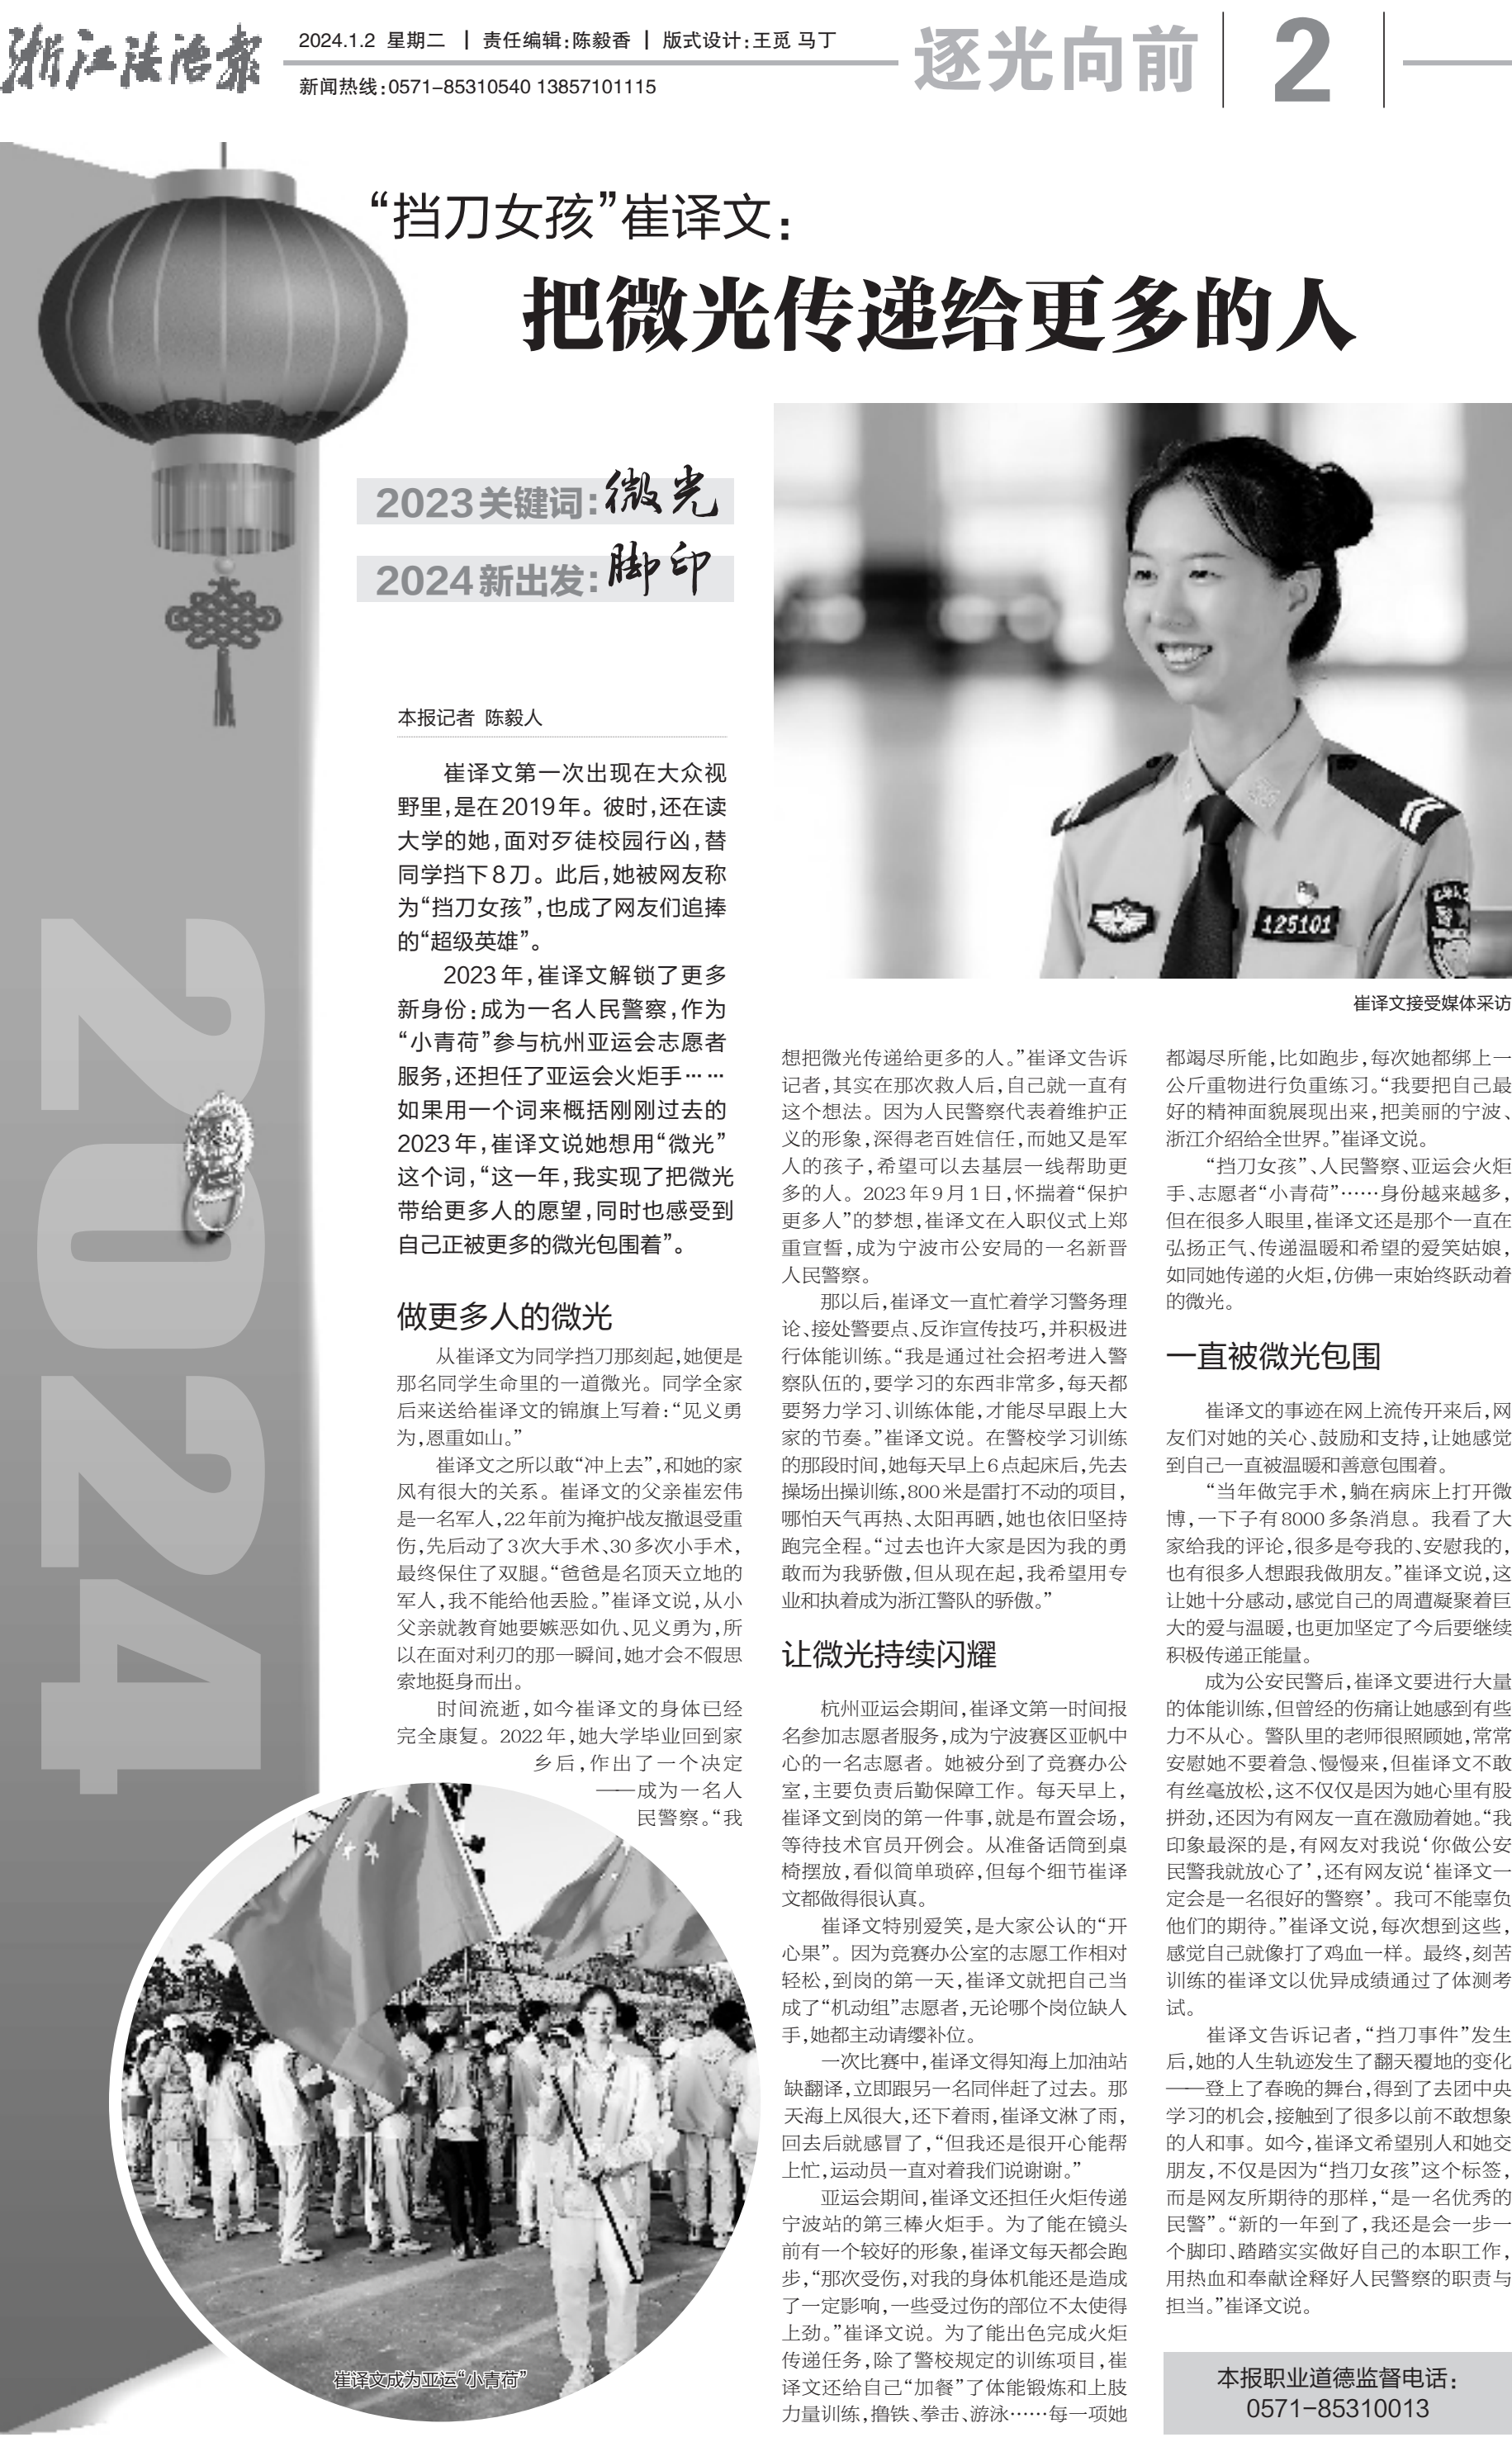 浙江法治报
2024.1.2 星期二 | 责任编辑:陈毅香 | 版式设计:王觅 马丁
新闻热线:0571-85310540 13857101115
逐光向前
2
“挡刀女孩”崔译文:
把微光传递给更多的人
2023关键词:微光
2024新出发:脚印
2024
125101
崔译文接受媒体采访
本报记者 陈毅人
崔译文第一次出现在大众视
野里,是在2019年。彼时,还在读
大学的她,面对歹徒校园行凶,替
同学挡下8刀。此后,她被网友称
为“挡刀女孩”,也成了网友们追捧
的“超级英雄”。
2023年,崔译文解锁了更多
新身份:成为一名人民警察,作为
“小青荷”参与杭州亚运会志愿者
服务,还担任了亚运会火炬手……
如果用一个词来概括刚刚过去的
2023年,崔译文说她想用“微光”
这个词,“这一年,我实现了把微光
带给更多人的愿望,同时也感受到
自己正被更多的微光包围着”。
做更多人的微光
从崔译文为同学挡刀那刻起,她便是
那名同学生命里的一道微光。同学全家
后来送给崔译文的锦旗上写着:“见义勇
为,恩重如山。”
崔译文之所以敢“冲上去”,和她的家
风有很大的关系。崔译文的父亲崔宏伟
是一名军人,22年前为掩护战友撤退受重
伤,先后动了3次大手术、30多次小手术,
最终保住了双腿。“爸爸是名顶天立地的
军人,我不能给他丢脸。”崔译文说,从小
父亲就教育她要嫉恶如仇、见义勇为,所
以在面对利刃的那一瞬间,她才会不假思
索地挺身而出。
时间流逝,如今崔译文的身体已经
完全康复。2022年,她大学毕业回到家
乡后,作出了一个决定
——成为一名人
民警察。“我
崔译文成为亚运“小青荷”
想把微光传递给更多的人。”崔译文告诉
记者,其实在那次救人后,自己就一直有
这个想法。因为人民警察代表着维护正
义的形象,深得老百姓信任,而她又是军
人的孩子,希望可以去基层一线帮助更
多的人。2023年9月1日,怀揣着“保护
更多人”的梦想,崔译文在入职仪式上郑
重宣誓,成为宁波市公安局的一名新晋
人民警察。
那以后,崔译文一直忙着学习警务理
论、接处警要点、反诈宣传技巧,并积极进
行体能训练。“我是通过社会招考进入警
察队伍的,要学习的东西非常多,每天都
要努力学习、训练体能,才能尽早跟上大
家的节奏。”崔译文说。在警校学习训练
的那段时间,她每天早上6点起床后,先去
操场出操训练,800米是雷打不动的项目,
哪怕天气再热、太阳再晒,她也依旧坚持
跑完全程。“过去也许大家是因为我的勇
敢而为我骄傲,但从现在起,我希望用专
业和执着成为浙江警队的骄傲。”
让微光持续闪耀
杭州亚运会期间,崔译文第一时间报
名参加志愿者服务,成为宁波赛区亚帆中
心的一名志愿者。她被分到了竞赛办公
室,主要负责后勤保障工作。每天早上,
崔译文到岗的第一件事,就是布置会场,
等待技术官员开例会。从准备话筒到桌
椅摆放,看似简单琐碎,但每个细节崔译
文都做得很认真。
崔译文特别爱笑,是大家公认的“开
心果”。因为竞赛办公室的志愿工作相对
轻松,到岗的第一天,崔译文就把自己当
成了“机动组”志愿者,无论哪个岗位缺人
手,她都主动请缨补位。
一次比赛中,崔译文得知海上加油站
缺翻译,立即跟另一名同伴赶了过去。那
天海上风很大,还下着雨,崔译文淋了雨,
回去后就感冒了,“但我还是很开心能帮
上忙,运动员一直对着我们说谢谢。”
亚运会期间,崔译文还担任火炬传递
宁波站的第三棒火炬手。为了能在镜头
前有一个较好的形象,崔译文每天都会跑
步,“那次受伤,对我的身体机能还是造成
了一定影响,一些受过伤的部位不太使得
上劲。”崔译文说。为了能出色完成火炬
传递任务,除了警校规定的训练项目,崔
译文还给自己“加餐”了体能锻炼和上肢
力量训练,撸铁、拳击、游泳……每一项她
都竭尽所能,比如跑步,每次她都绑上一
公斤重物进行负重练习。“我要把自己最
好的精神面貌展现出来,把美丽的宁波、
浙江介绍给全世界。”崔译文说。
“挡刀女孩”、人民警察、亚运会火炬
手、志愿者“小青荷”……身份越来越多,
但在很多人眼里,崔译文还是那个一直在
弘扬正气、传递温暖和希望的爱笑姑娘,
如同她传递的火炬,仿佛一束始终跃动着
的微光。
一直被微光包围
崔译文的事迹在网上流传开来后,网
友们对她的关心、鼓励和支持,让她感觉
到自己一直被温暖和善意包围着。
“当年做完手术,躺在病床上打开微
博,一下子有8000多条消息。我看了大
家给我的评论,很多是夸我的、安慰我的,
也有很多人想跟我做朋友。”崔译文说,这
让她十分感动,感觉自己的周遭凝聚着巨
大的爱与温暖,也更加坚定了今后要继续
积极传递正能量。
成为公安民警后,崔译文要进行大量
的体能训练,但曾经的伤痛让她感到有些
力不从心。警队里的老师很照顾她,常常
安慰她不要着急、慢慢来,但崔译文不敢
有丝毫放松,这不仅仅是因为她心里有股
拼劲,还因为有网友一直在激励着她。“我
印象最深的是,有网友对我说‘你做公安
民警我就放心了’,还有网友说‘崔译文一
定会是一名很好的警察’。我可不能辜负
他们的期待。”崔译文说,每次想到这些,
感觉自己就像打了鸡血一样。最终,刻苦
训练的崔译文以优异成绩通过了体测考
试。
崔译文告诉记者,“挡刀事件”发生
后,她的人生轨迹发生了翻天覆地的变化
——登上了春晚的舞台,得到了去团中央
学习的机会,接触到了很多以前不敢想象
的人和事。如今,崔译文希望别人和她交
朋友,不仅是因为“挡刀女孩”这个标签,
而是网友所期待的那样,“是一名优秀的
民警”。“新的一年到了,我还是会一步一
个脚印、踏踏实实做好自己的本职工作,
用热血和奉献诠释好人民警察的职责与
担当。”崔译文说。
本报职业道德监督电话:
0571-85310013